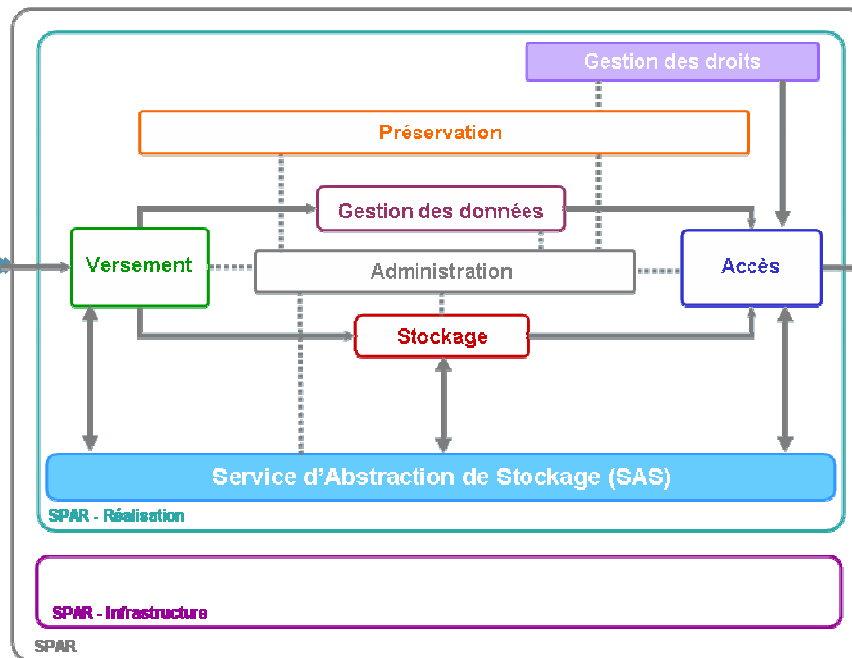 Gestion des droits
Préservation
Gestion des données
Versement
Administration
Accès
Stockage
Service d'Abstraction de Stockage (SAS)
SPAR - Réalisation
SPAR - Infrastructure
SPAR